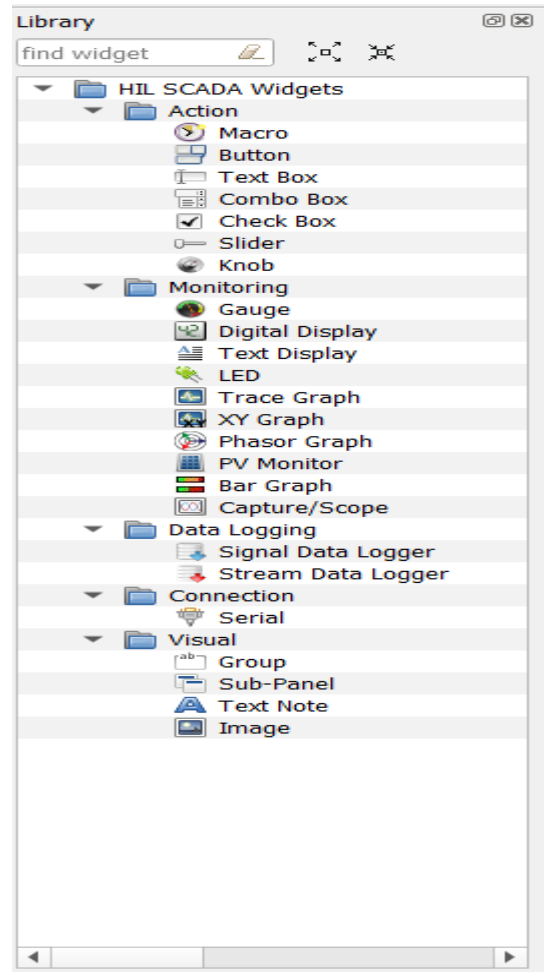 Library
find widget
HIL SCADA Widgets
Action
Macro
Button
Text Box
Combo Box
Check Box
Slider
Knob
Monitoring
Gauge
42 Digital Display
Text Display
LED
Trace Graph
XY Graph
Phasor Graph
PV Monitor
Bar Graph
Capture/Scope
Data Logging
Signal Data Logger
Stream Data Logger
Connection
Serial
Visual
ab Group
Sub-Panel
Text Note
Image